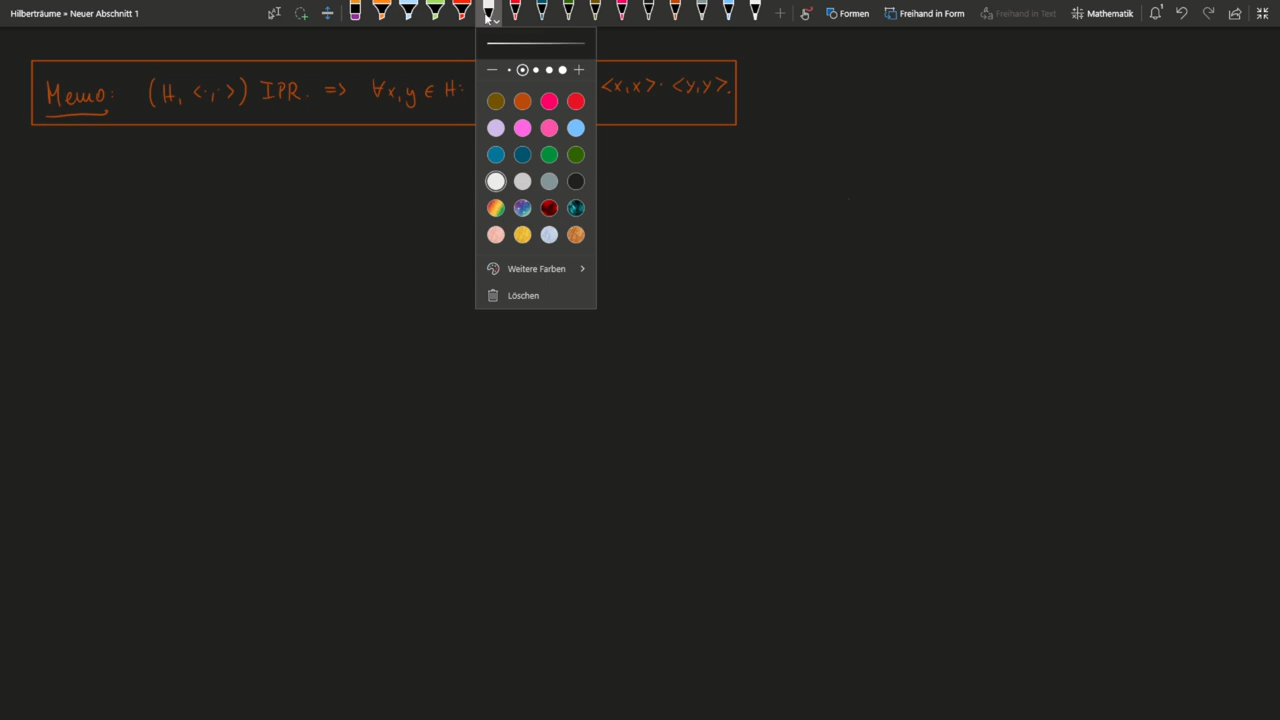 Hilberträume » Neuer Abschnitt 1
Formen
Freihand in Form
Freihand in Text
Mathematik
Memo: (H, <·,·>) IPR. => ∀x,y ∈ H: <x,x> · <y,y>.
Weitere Farben
Löschen